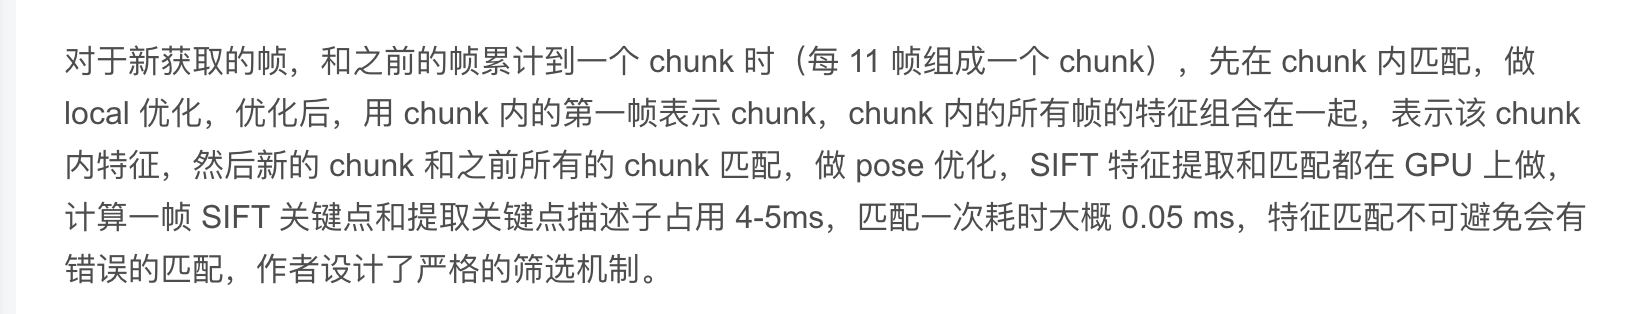 对于新获取的帧，和之前的帧累计到一个 chunk 时（每 11 帧组成一个 chunk），先在 chunk 内匹配，做
local 优化，优化后，用 chunk 内的第一帧表示 chunk，chunk 内的所有帧的特征组合在一起，表示该 chunk
内特征，然后新的 chunk 和之前所有的 chunk 匹配，做 pose 优化，SIFT 特征提取和匹配都在 GPU 上做，
计算一帧 SIFT 关键点和提取关键点描述子占用 4-5ms，匹配一次耗时大概 0.05 ms，特征匹配不可避免会有
错误的匹配，作者设计了严格的筛选机制。